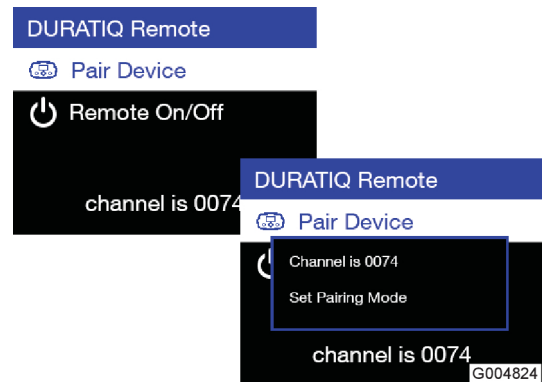 DURATIQ Remote
Pair Device
Remote On/Off
channel is 0074
DURATIQ Remote
Pair Device
Channel is 0074
Set Pairing Mode
channel is 0074
G004824